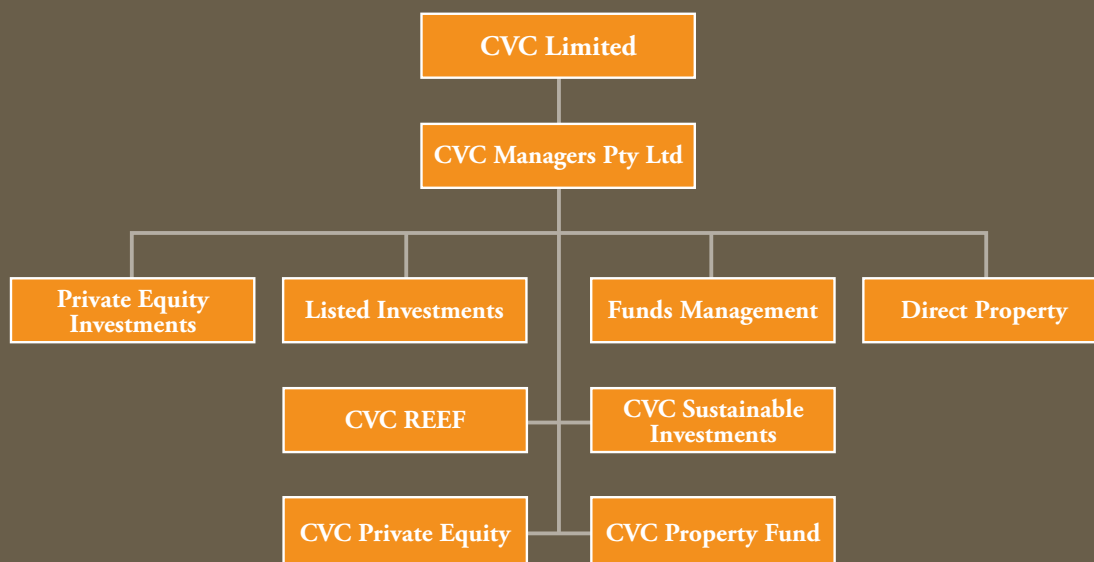 CVC Limited
CVC Managers Pty Ltd
Private Equity
Investments
Listed Investments
Funds Management
Direct Property
CVC REEF
CVC Sustainable
Investments
CVC Private Equity
CVC Property Fund